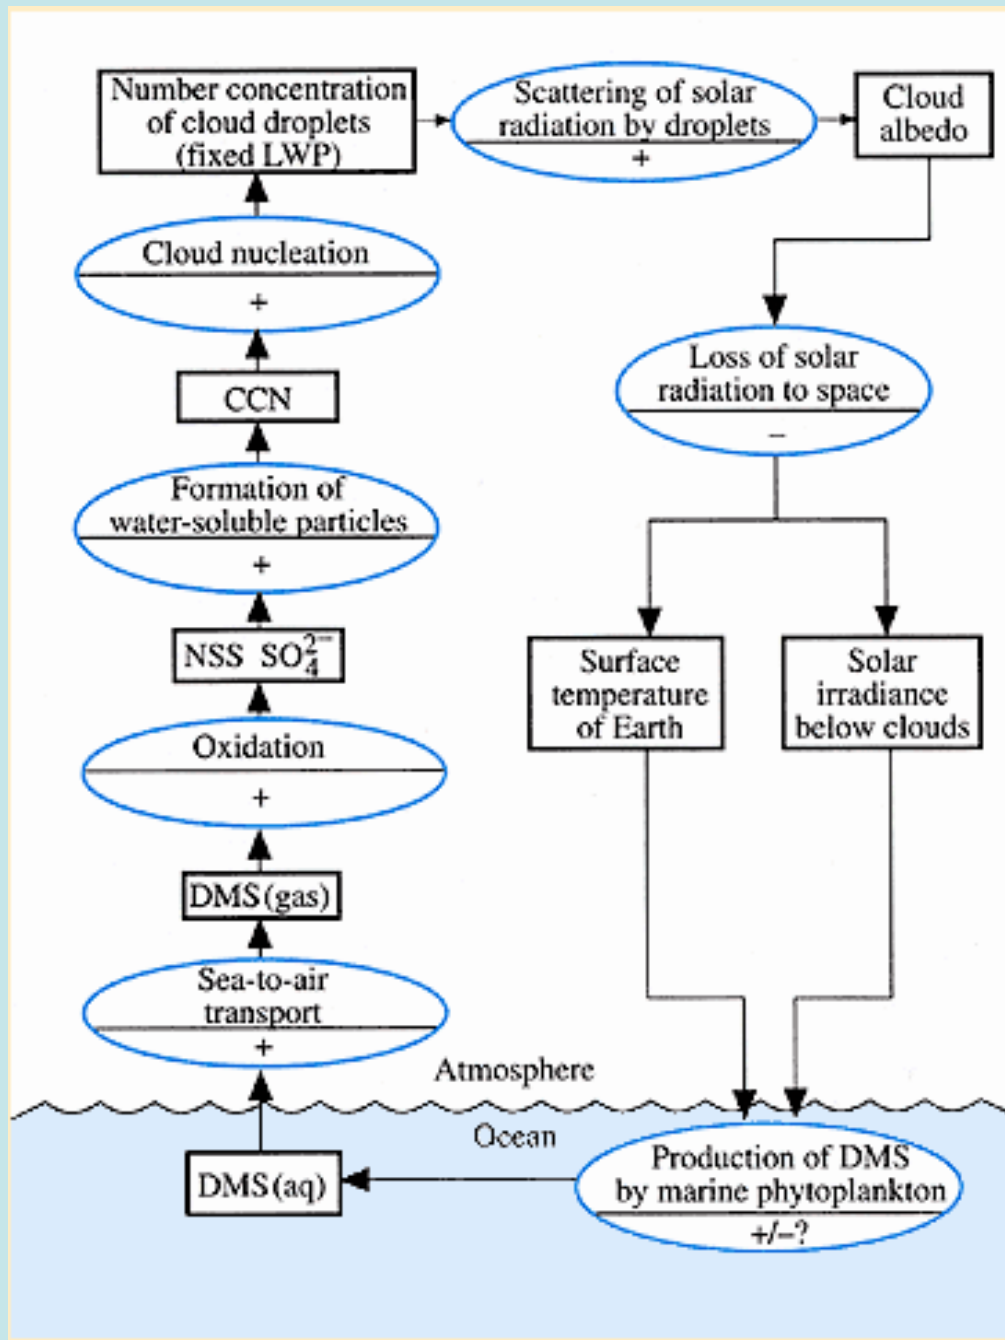 Number concentration
of cloud droplets
(fixed LWP)
Scattering of solar
radiation by droplets
+
Cloud
albedo
Cloud nucleation
+
Loss of solar
radiation to space
–
CCN
Formation of
water-soluble particles
+
NSS SO₄²⁻
Surface
temperature
of Earth
Solar
irradiance
below clouds
Oxidation
+
DMS(gas)
Sea-to-air
transport
+
Atmosphere
Ocean
DMS(aq)
Production of DMS
by marine phytoplankton
+/–?